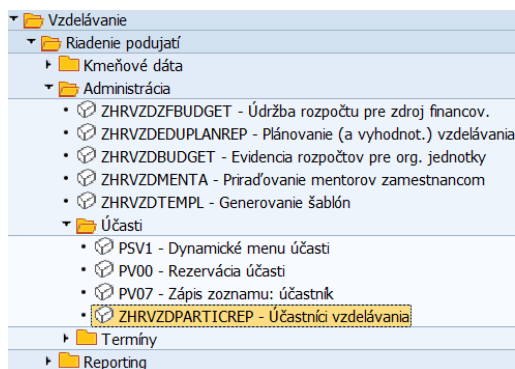 Vzdelávanie
Riadenie podujatí
Kmeňové dáta
Administrácia
ZHRVZDZFBUDGET - Údržba rozpočtu pre zdroj financov.
ZHRVZDEDUPLANREP - Plánovanie (a vyhodnot.) vzdelávania
ZHRVZDBUDGET - Evidencia rozpočtov pre org. jednotky
ZHRVZDMENTA - Priraďovanie mentorov zamestnancom
ZHRVZDTEMPL - Generovanie šablón
Účasti
PSV1 - Dynamické menu účasti
PV00 - Rezervácia účasti
PV07 - Zápis zoznamu: účastník
ZHRVZDPARTICREP - Účastníci vzdelávania
Termíny
Reporting